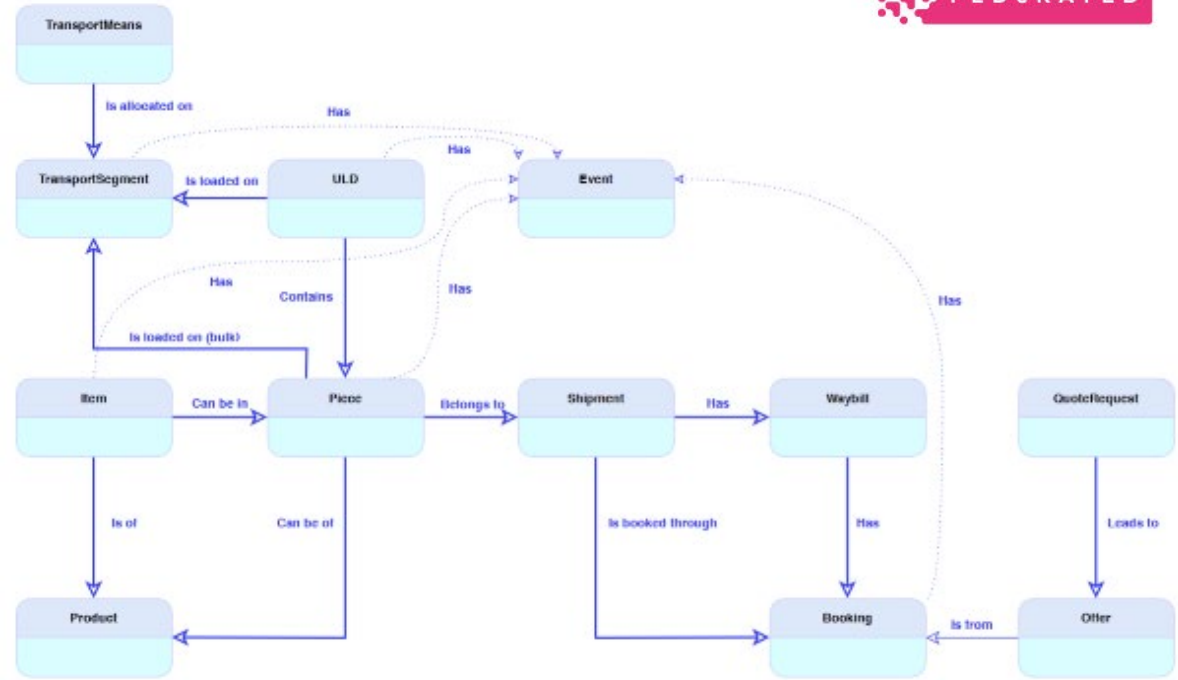 FEDERATED
TransportMeans
Is allocated on
Has
Has
TransportSegment
Is loaded on
ULD
Event
Has
Contains
Has
Has
Is loaded on (bulk)
Item
Can be in
Piece
Belongs to
Shipment
Has
Waybill
QuoteRequest
Is of
Can be of
Is booked through
Has
Leads to
Product
Booking
Is from
Offer